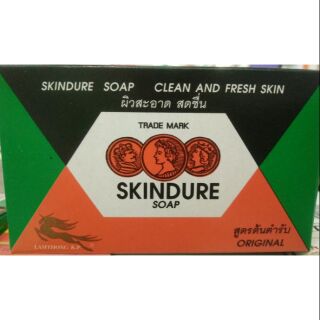 SKINDURE SOAP CLEAN AND FRESH SKIN
ผิวสะอาด สดชื่น
TRADE MARK
SKINDURE
SOAP
สูตรต้นตำรับ
ORIGINAL
LAMTHONG K.P.